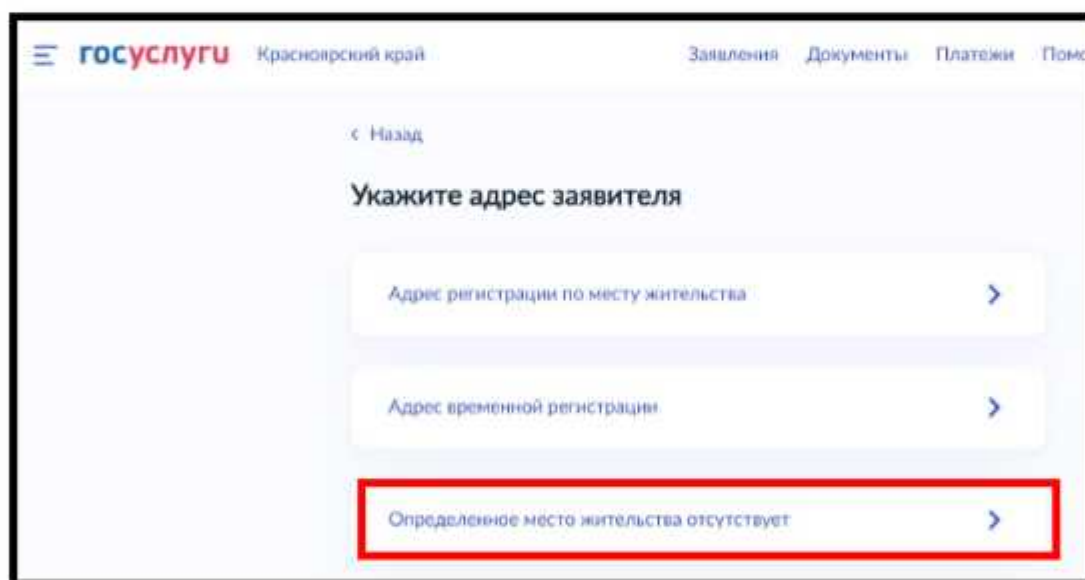 госуслуги Красноярский край Заявления Документы Платежи Помо
Назад
Укажите адрес заявителя
Адрес регистрации по месту жительства
Адрес временной регистрации
Определенное место жительства отсутствует